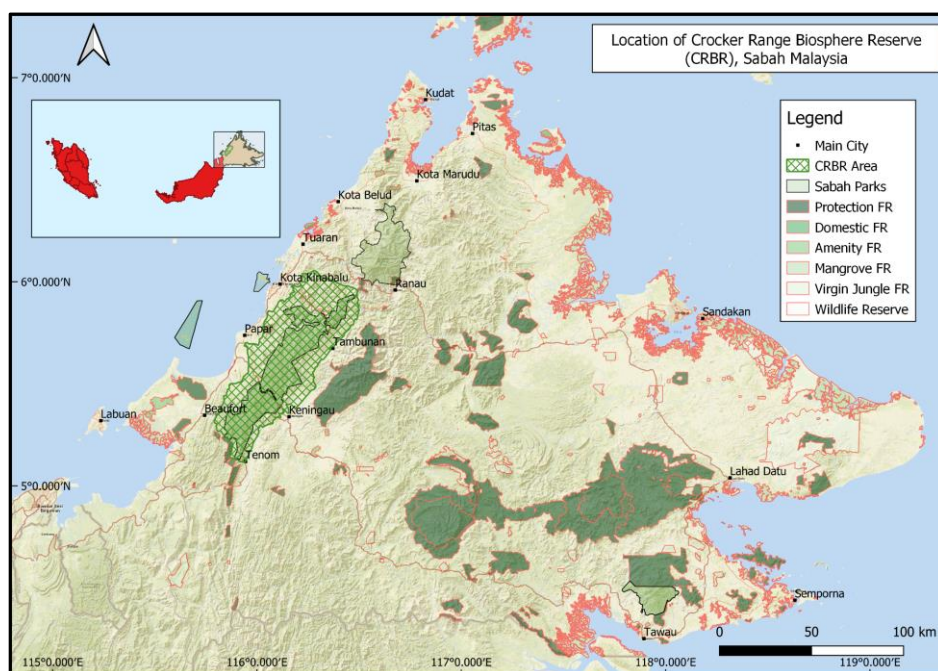 Location of Crocker Range Biosphere Reserve
(CRBR), Sabah Malaysia
7°0.000'N
Kudat
Pitas
Legend
Main City
CRBR Area
Sabah Parks
Protection FR
Domestic FR
Amenity FR
Mangrove FR
Virgin Jungle FR
Wildlife Reserve
Kota Marudu
Kota Belud
Tuaran
6°0.000'N
Kota Kinabalu
Ranau
Sandakan
Papar
Tambunan
Labuan
Beaufort
Keningau
Tenom
5°0.000'N
Lahad Datu
Semporna
Tawau
0
50
100 km
115°0.000'E
116°0.000'E
117°0.000'E
118°0.000'E
119°0.000'E